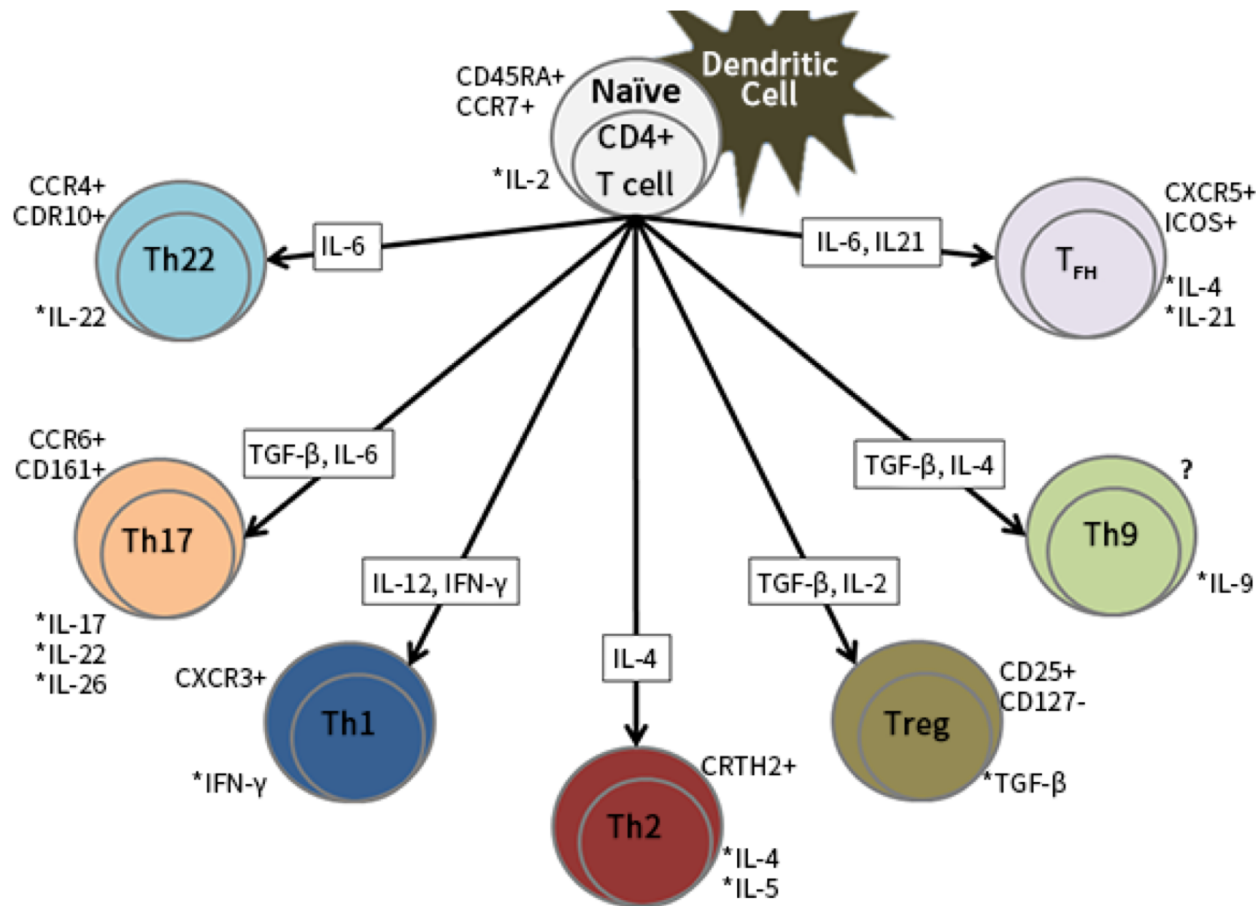 Dendritic
Cell
CD45RA+
CCR7+
Naïve
CD4+
T cell
*IL-2
CCR4+
CDR10+
Th22
*IL-22
IL-6
IL-6, IL21
CXCR5+
ICOS+
TFH
*IL-4
*IL-21
CCR6+
CD161+
Th17
*IL-17
*IL-22
*IL-26
TGF-β, IL-6
TGF-β, IL-4
?
Th9
*IL-9
IL-12, IFN-γ
TGF-β, IL-2
IL-4
CXCR3+
Th1
*IFN-γ
CD25+
CD127-
Treg
*TGF-β
CRTH2+
Th2
*IL-4
*IL-5